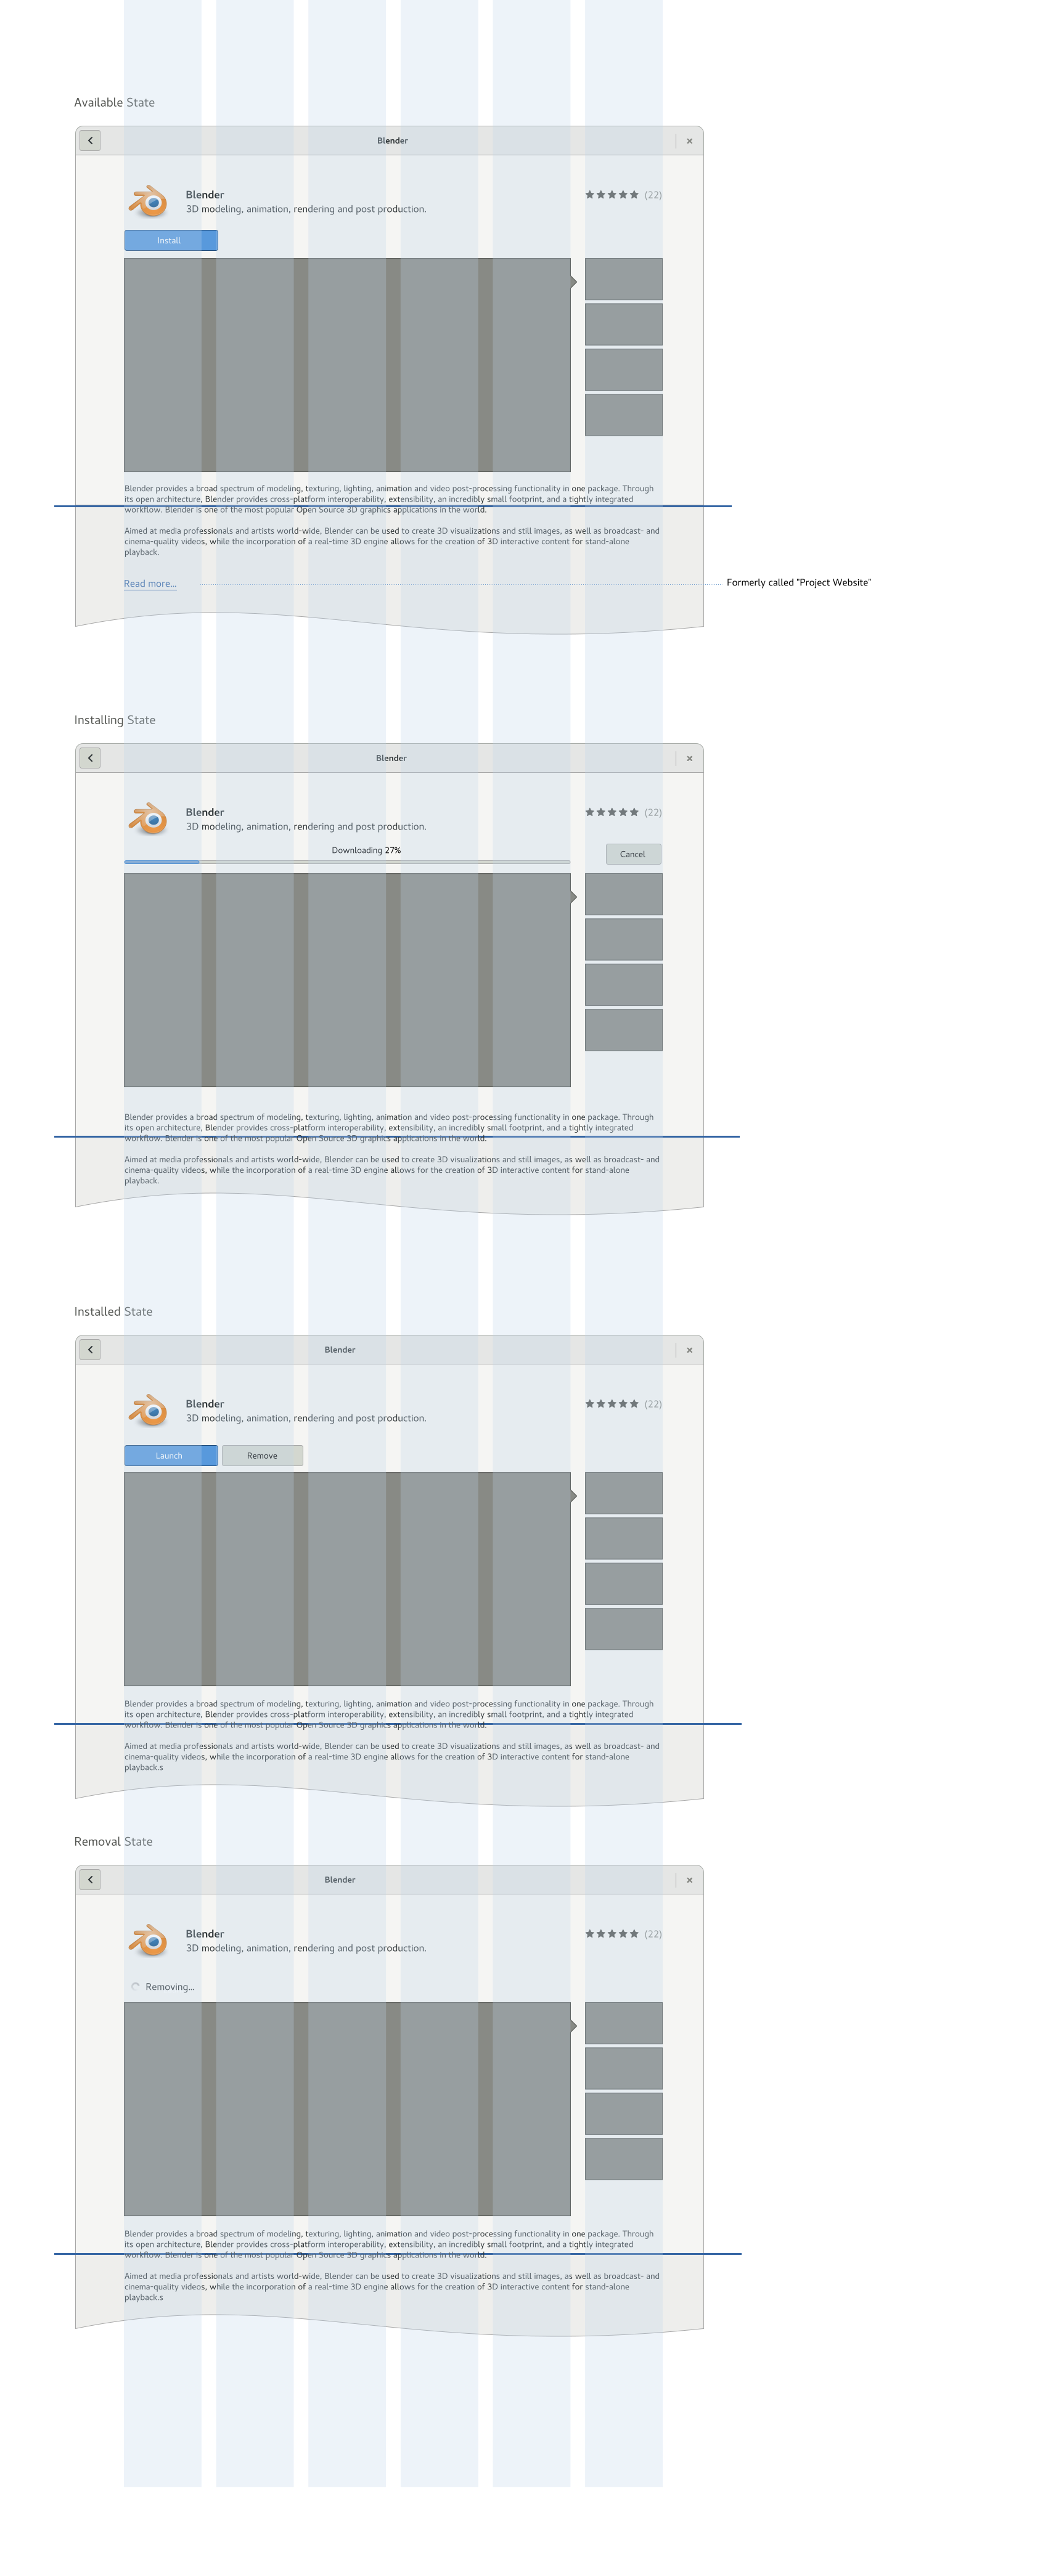 Available State
Blender
Blender
3D modeling, animation, rendering and post production.
(22)
Install
Blender provides a broad spectrum of modeling, texturing, lighting, animation and video post-processing functionality in one package. Through
its open architecture, Blender provides cross-platform interoperability, extensibility, an incredibly small footprint, and a tightly integrated
workflow. Blender is one of the most popular Open Source 3D graphics applications in the world.
Aimed at media professionals and artists world-wide, Blender can be used to create 3D visualizations and still images, as well as broadcast- and
cinema-quality videos, while the incorporation of a real-time 3D engine allows for the creation of 3D interactive content for stand-alone
playback.
Read more...
Formerly called "Project Website"
Installing State
Blender
Blender
3D modeling, animation, rendering and post production.
(22)
Downloading 27%
Cancel
Blender provides a broad spectrum of modeling, texturing, lighting, animation and video post-processing functionality in one package. Through
its open architecture, Blender provides cross-platform interoperability, extensibility, an incredibly small footprint, and a tightly integrated
workflow. Blender is one of the most popular Open Source 3D graphics applications in the world.
Aimed at media professionals and artists world-wide, Blender can be used to create 3D visualizations and still images, as well as broadcast- and
cinema-quality videos, while the incorporation of a real-time 3D engine allows for the creation of 3D interactive content for stand-alone
playback.
Installed State
Blender
Blender
3D modeling, animation, rendering and post production.
(22)
Launch
Remove
Blender provides a broad spectrum of modeling, texturing, lighting, animation and video post-processing functionality in one package. Through
its open architecture, Blender provides cross-platform interoperability, extensibility, an incredibly small footprint, and a tightly integrated
workflow. Blender is one of the most popular Open Source 3D graphics applications in the world.
Aimed at media professionals and artists world-wide, Blender can be used to create 3D visualizations and still images, as well as broadcast- and
cinema-quality videos, while the incorporation of a real-time 3D engine allows for the creation of 3D interactive content for stand-alone
playback.s
Removal State
Blender
Blender
3D modeling, animation, rendering and post production.
(22)
Removing...
Blender provides a broad spectrum of modeling, texturing, lighting, animation and video post-processing functionality in one package. Through
its open architecture, Blender provides cross-platform interoperability, extensibility, an incredibly small footprint, and a tightly integrated
workflow. Blender is one of the most popular Open Source 3D graphics applications in the world.
Aimed at media professionals and artists world-wide, Blender can be used to create 3D visualizations and still images, as well as broadcast- and
cinema-quality videos, while the incorporation of a real-time 3D engine allows for the creation of 3D interactive content for stand-alone
playback.s